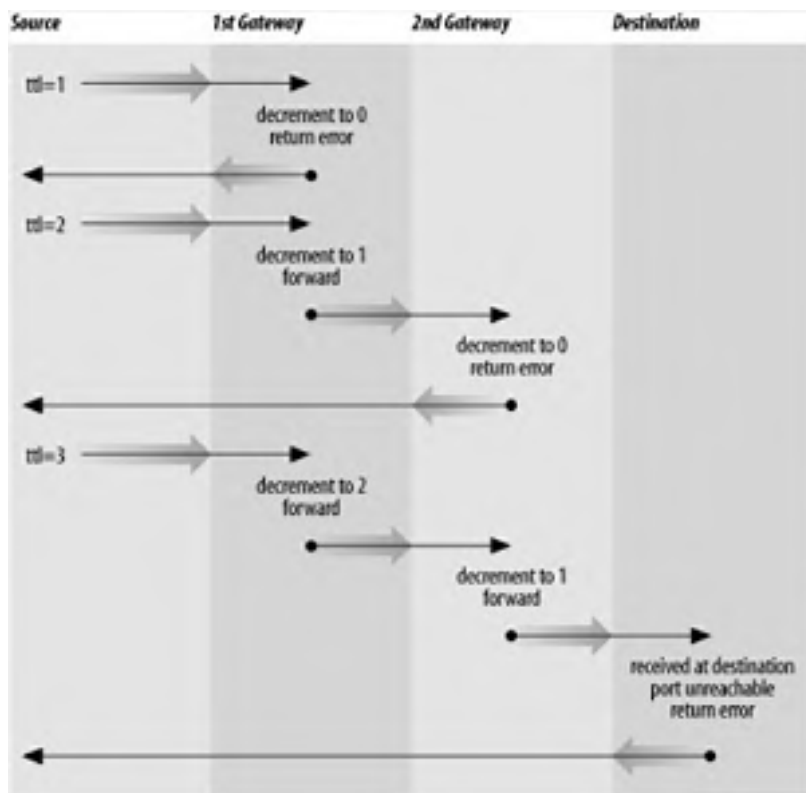 Source 1st Gateway 2nd Gateway Destination
ttl=1
decrement to 0
return error
ttl=2
decrement to 1
forward
decrement to 0
return error
ttl=3
decrement to 2
forward
decrement to 1
forward
received at destination
port unreachable
return error